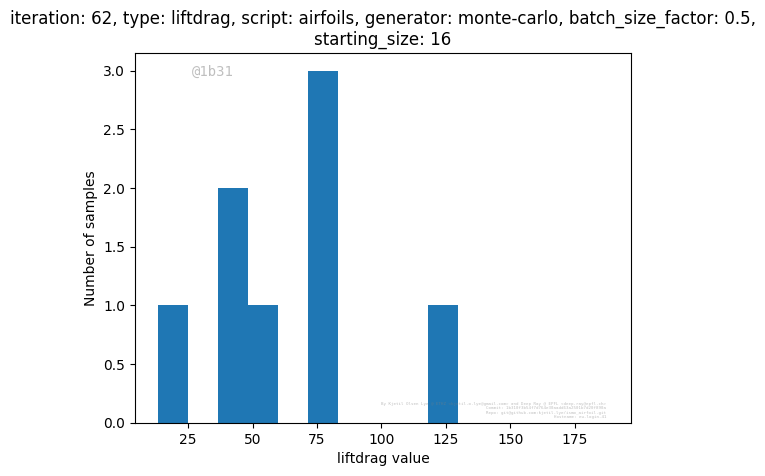 iteration: 62, type: liftdrag, script: airfoils, generator: monte-carlo, batch_size_factor: 0.5,
starting_size: 16
@1b31
3.0
2.5
2.0
1.5
1.0
0.5
0.0
Number of samples
25 50 75 100 125 150 175
liftdrag value